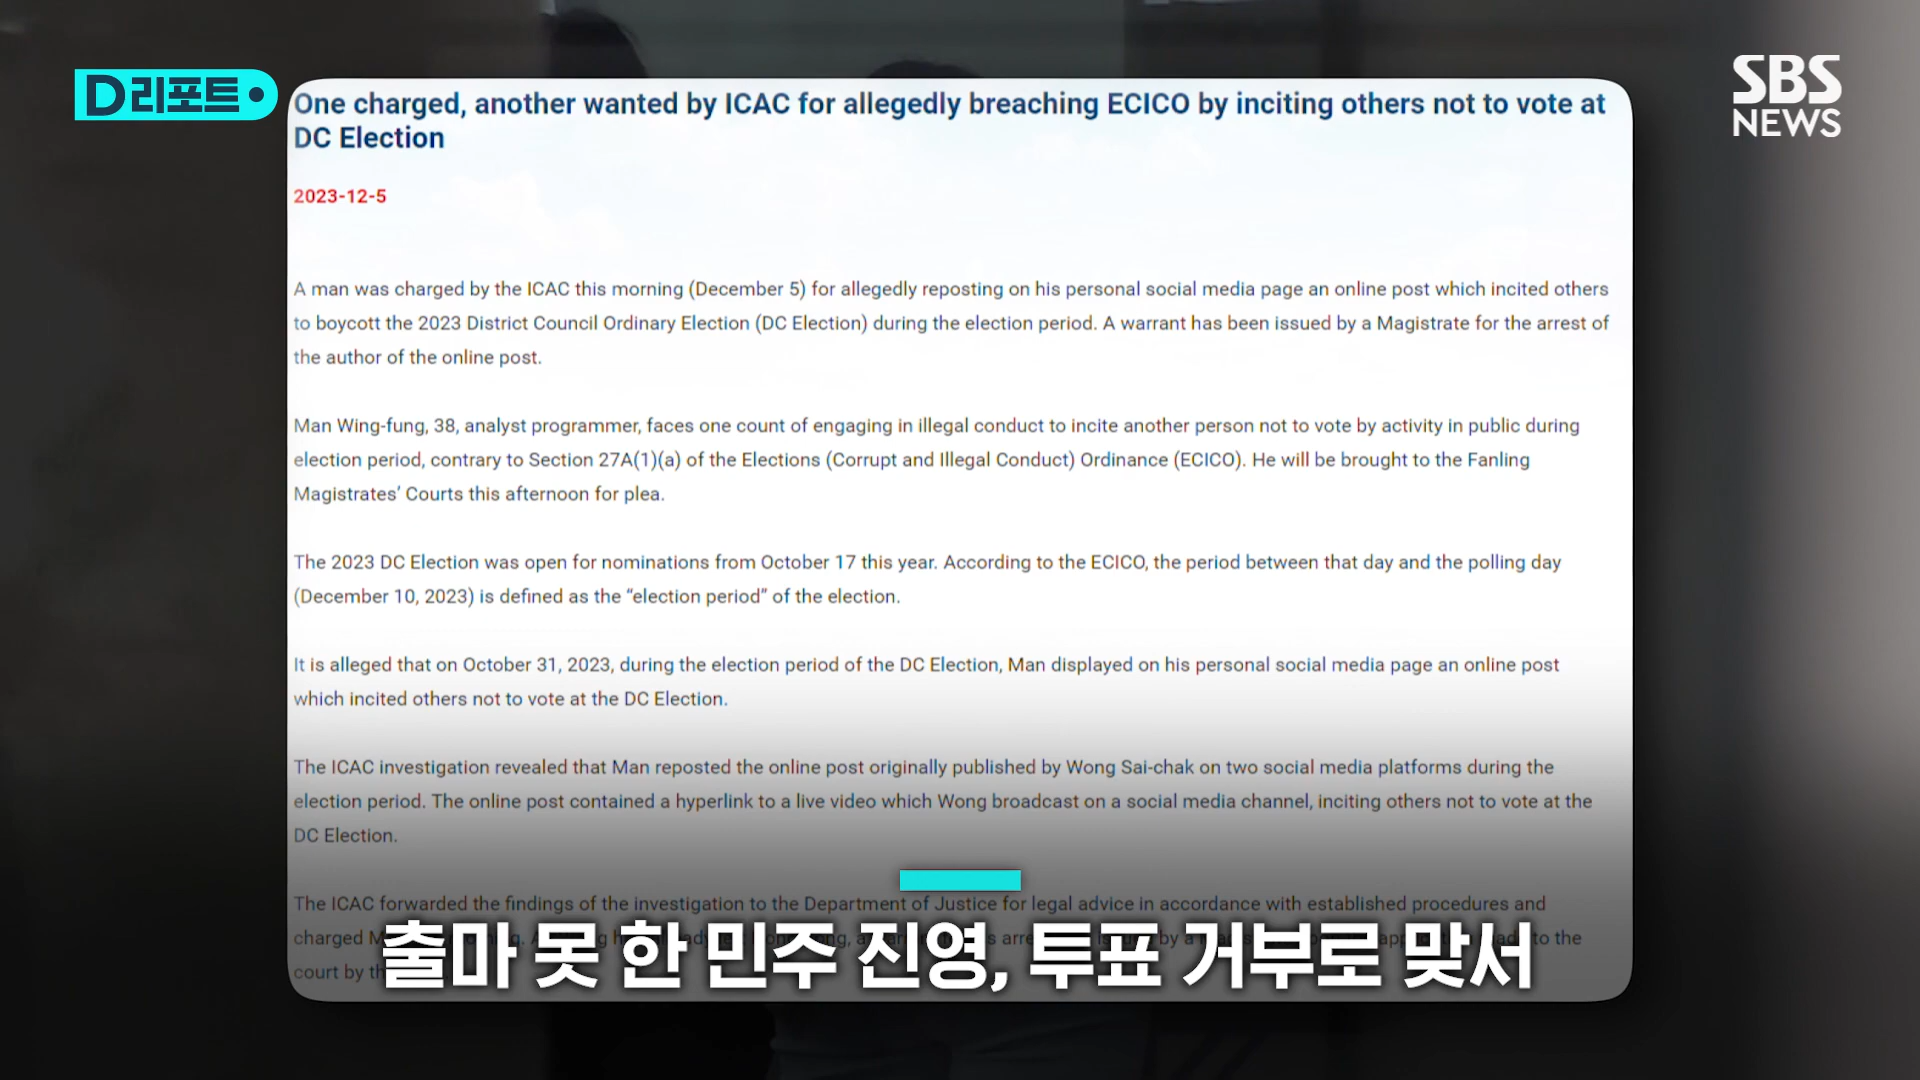 D리포트
SBS
NEWS
One charged, another wanted by ICAC for allegedly breaching ECICO by inciting others not to vote at
DC Election
2023-12-5
A man was charged by the ICAC this morning (December 5) for allegedly reposting on his personal social media page an online post which incited others
to boycott the 2023 District Council Ordinary Election (DC Election) during the election period. A warrant has been issued by a Magistrate for the arrest of
the author of the online post.
Man Wing-fung, 38, analyst programmer, faces one count of engaging in illegal conduct to incite another person not to vote by activity in public during
election period, contrary to Section 27A(1)(a) of the Elections (Corrupt and Illegal Conduct) Ordinance (ECICO). He will be brought to the Fanling
Magistrates’ Courts this afternoon for plea.
The 2023 DC Election was open for nominations from October 17 this year. According to the ECICO, the period between that day and the polling day
(December 10, 2023) is defined as the “election period” of the election.
It is alleged that on October 31, 2023, during the election period of the DC Election, Man displayed on his personal social media page an online post
which incited others not to vote at the DC Election.
The ICAC investigation revealed that Man reposted the online post originally published by Wong Sai-chak on two social media platforms during the
election period. The online post contained a hyperlink to a live video which Wong broadcast on a social media channel, inciting others not to vote at the
DC Election.
The ICAC forwarded the findings of the investigation to the Department of Justice for legal advice in accordance with established procedures and
charged by a to the
court by
출마 못 한 민주 진영, 투표 거부로 맞서